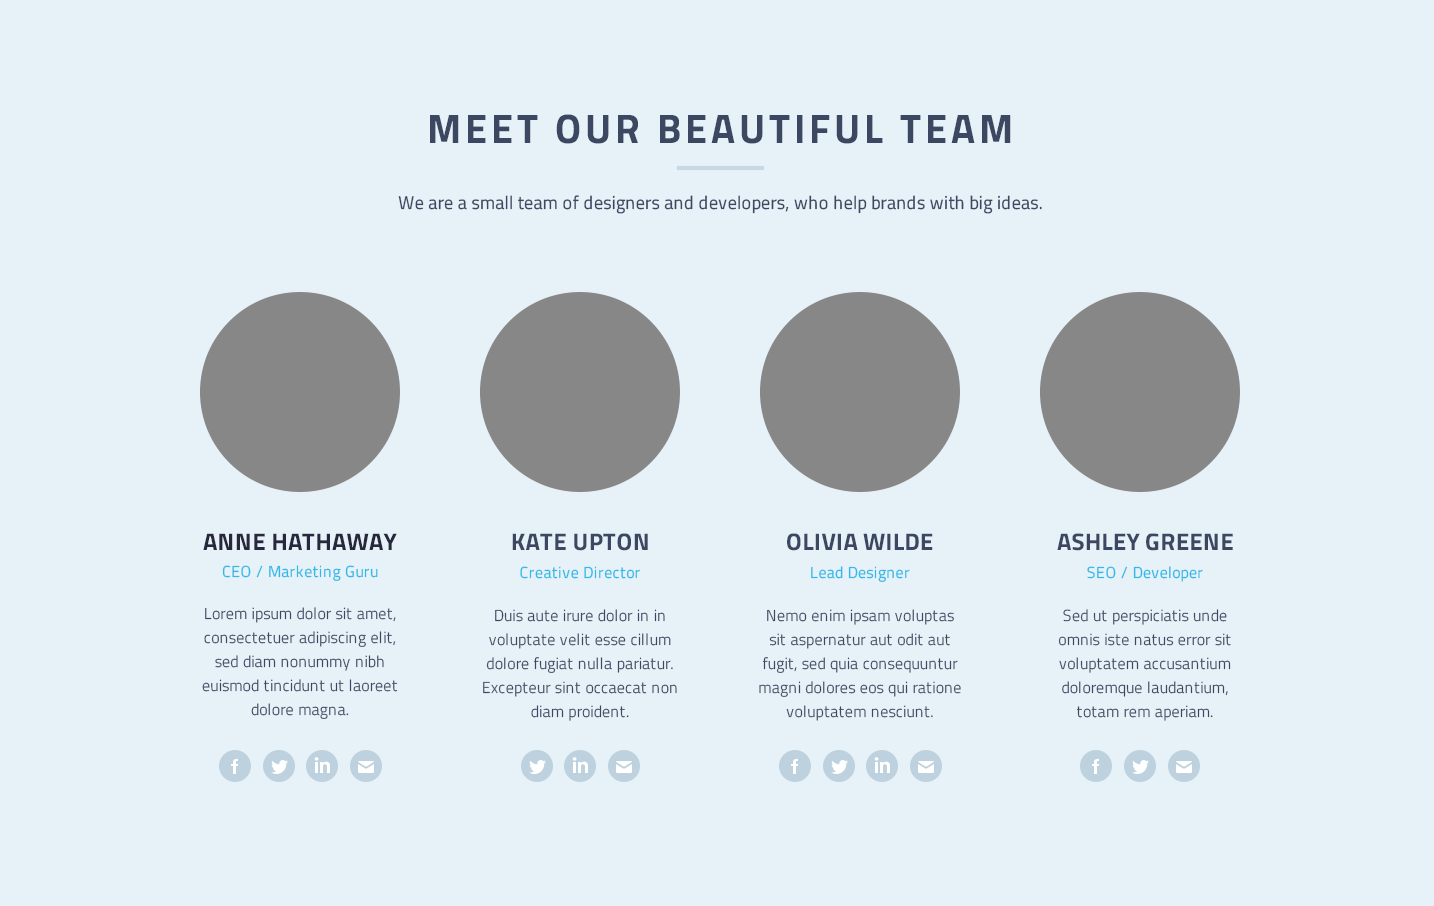 MEET OUR BEAUTIFUL TEAM
We are a small team of designers and developers, who help brands with big ideas.
ANNE HATHAWAY
CEO / Marketing Guru
Lorem ipsum dolor sit amet,
consectetuer adipiscing elit,
sed diam nonummy nibh
euismod tincidunt ut laoreet
dolore magna.
KATE UPTON
Creative Director
Duis aute irure dolor in in
voluptate velit esse cillum
dolore fugiat nulla pariatur.
Excepteur sint occaecat non
diam proident.
OLIVIA WILDE
Lead Designer
Nemo enim ipsam voluptas
sit aspernatur aut odit aut
fugit, sed quia consequuntur
magni dolores eos qui ratione
voluptatem nesciunt.
ASHLEY GREENE
SEO / Developer
Sed ut perspiciatis unde
omnis iste natus error sit
voluptatem accusantium
doloremque laudantium,
totam rem aperiam.